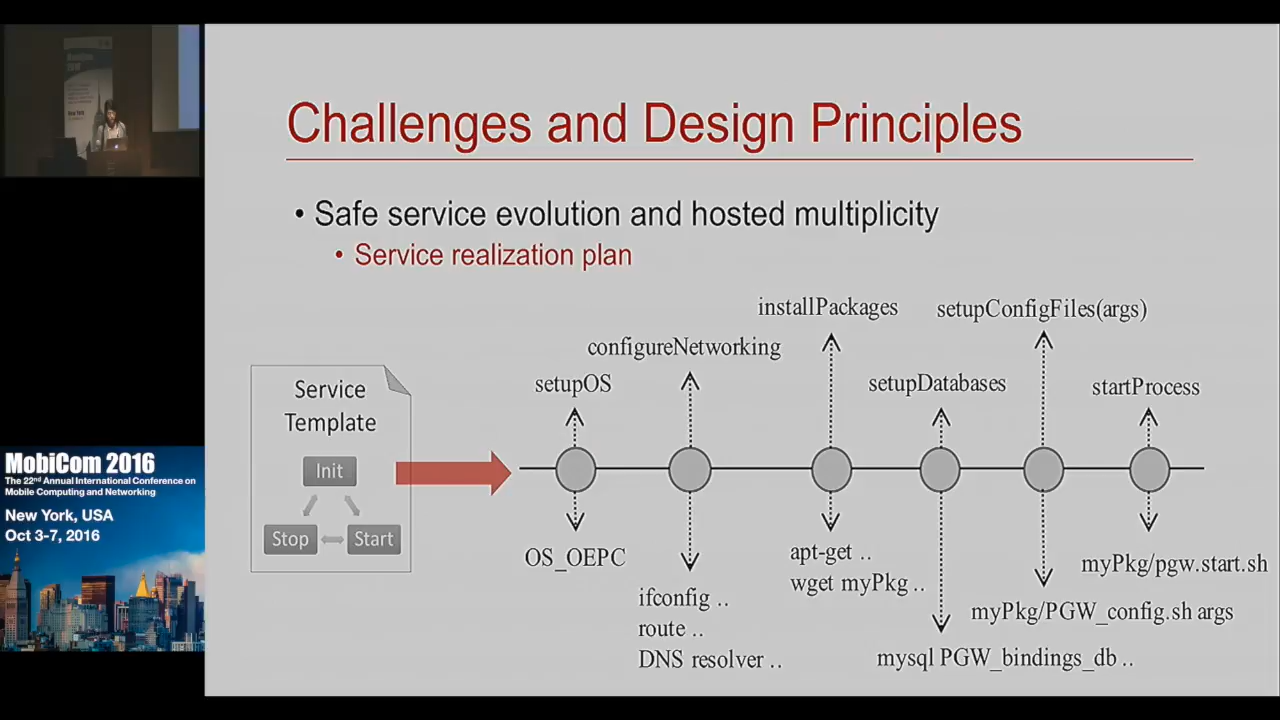 Challenges and Design Principles
• Safe service evolution and hosted multiplicity
• Service realization plan
Service
Template
Init
Stop
Start
setupOS
configureNetworking
installPackages
setupDatabases
setupConfigFiles(args)
startProcess
OS_OEPC
ifconfig ..
route ..
DNS resolver ..
apt-get ..
wget myPkg ..
mysql PGW_bindings_db ..
myPkg/PGW_config.sh args
myPkg/pgw.start.sh
MobiCom 2016
The 22nd Annual International Conference on
Mobile Computing and Networking
New York, USA
Oct 3-7, 2016